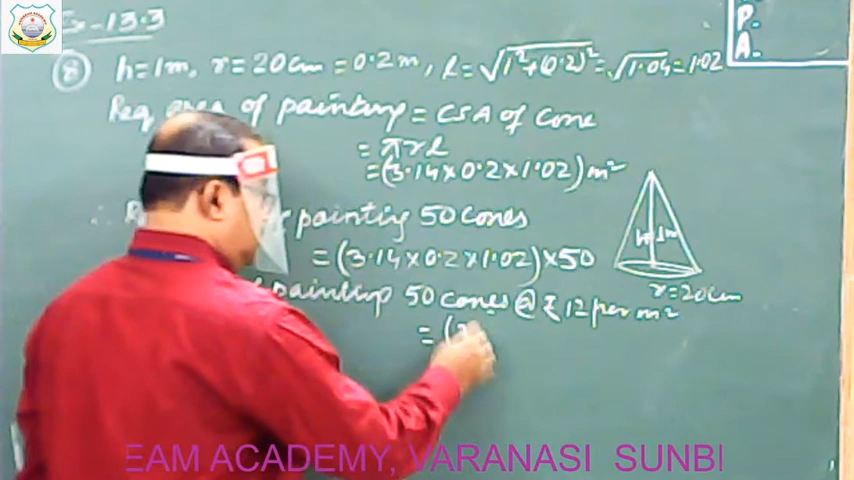 Ex-13.3
P.
A.
(8) h=1m, r=20cm=0.2m, l=√(1²+(0.2)²)=√1.04=1.02
Req area of painting = CSA of Cone
= πrl
=(3.14×0.2×1.02)m²
∴ painting 50 cones
=(3.14×0.2×1.02)×50
painting 50 cones @ ₹12 per m²
= (3
h=1m
r=20cm
EAM ACADEMY, VARANASI SUNBE